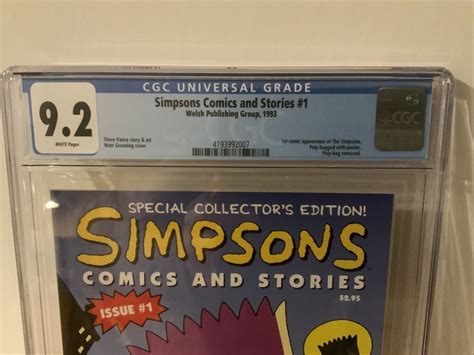 CGC UNIVERSAL GRADE
Simpsons Comics and Stories #1
Welsh Publishing Group, 1993
9.2
WHITE Pages
Steve Vance story & art
Matt Groening cover
4193992007
1st comic appearance of The Simpsons.
Poly-bagged with poster.
Poly-bag removed.
CGC
SPECIAL COLLECTOR'S EDITION!
SIMPSONS
COMICS AND STORIES
$2.95
ISSUE #1